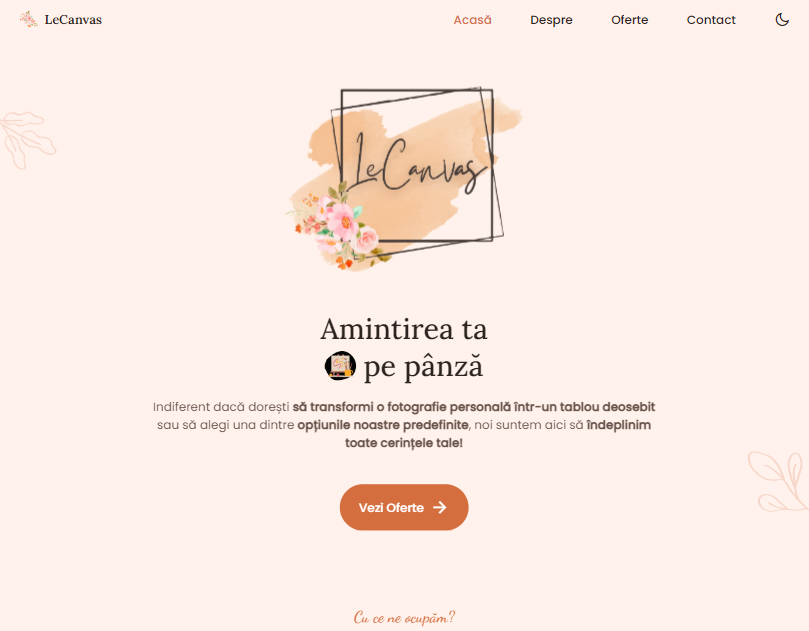 LeCanvas
Acasă Despre Oferte Contact
LeCanvas
Amintirea ta
pe pânză
Indiferent dacă dorești să transformi o fotografie personală într-un tablou deosebit
sau să alegi una dintre opțiunile noastre predefinite, noi suntem aici să îndeplinim
toate cerințele tale!
Vezi Oferte
Cu ce ne ocupăm?